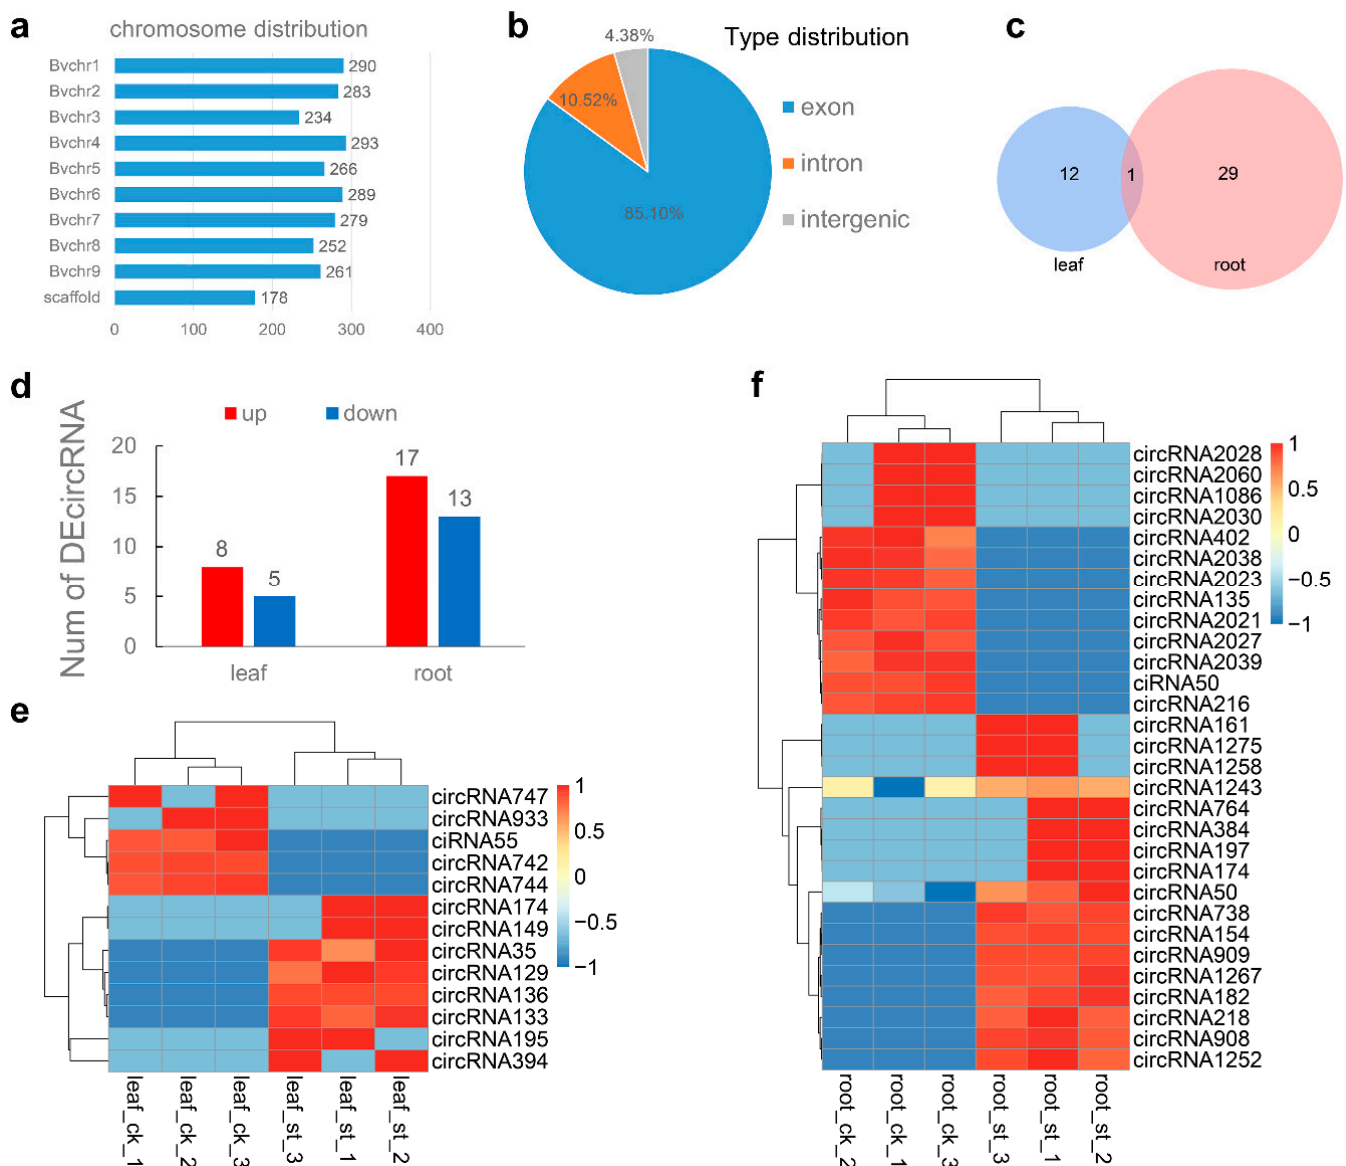 a
chromosome distribution
Bvchr1 290
Bvchr2 283
Bvchr3 234
Bvchr4 293
Bvchr5 266
Bvchr6 289
Bvchr7 279
Bvchr8 252
Bvchr9 261
scaffold 178
0 100 200 300 400
b
Type distribution
4.38%
10.52%
85.10%
exon
intron
intergenic
c
12 1 29
leaf root
d
Num of DEcircRNA
up down
20
15
10
5
0
8 5 17 13
leaf root
e
circRNA747
circRNA933
ciRNA55
circRNA742
circRNA744
circRNA174
circRNA149
circRNA35
circRNA129
circRNA136
circRNA133
circRNA195
circRNA394
1
0.5
0
−0.5
−1
leaf_ck_1
leaf_ck_2
leaf_ck_3
leaf_st_3
leaf_st_1
leaf_st_2
f
circRNA2028
circRNA2060
circRNA1086
circRNA2030
circRNA402
circRNA2038
circRNA2023
circRNA135
circRNA2021
circRNA2027
circRNA2039
ciRNA50
circRNA216
circRNA161
circRNA1275
circRNA1258
circRNA1243
circRNA764
circRNA384
circRNA197
circRNA174
circRNA50
circRNA738
circRNA154
circRNA909
circRNA1267
circRNA182
circRNA218
circRNA908
circRNA1252
1
0.5
0
−0.5
−1
root_ck_2
root_ck_1
root_ck_3
root_st_3
root_st_1
root_st_2